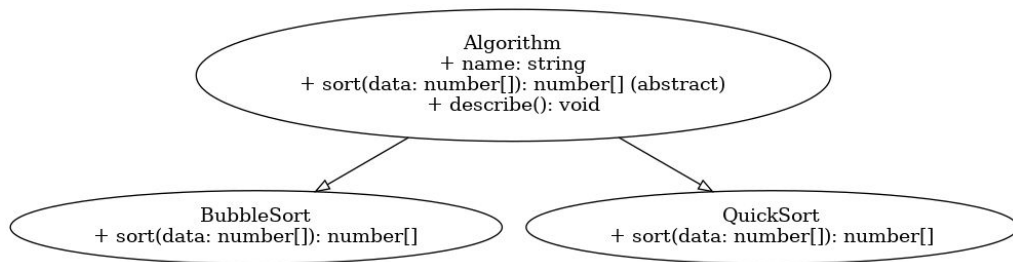 Algorithm
+ name: string
+ sort(data: number[]): number[] (abstract)
+ describe(): void
BubbleSort
+ sort(data: number[]): number[]
QuickSort
+ sort(data: number[]): number[]